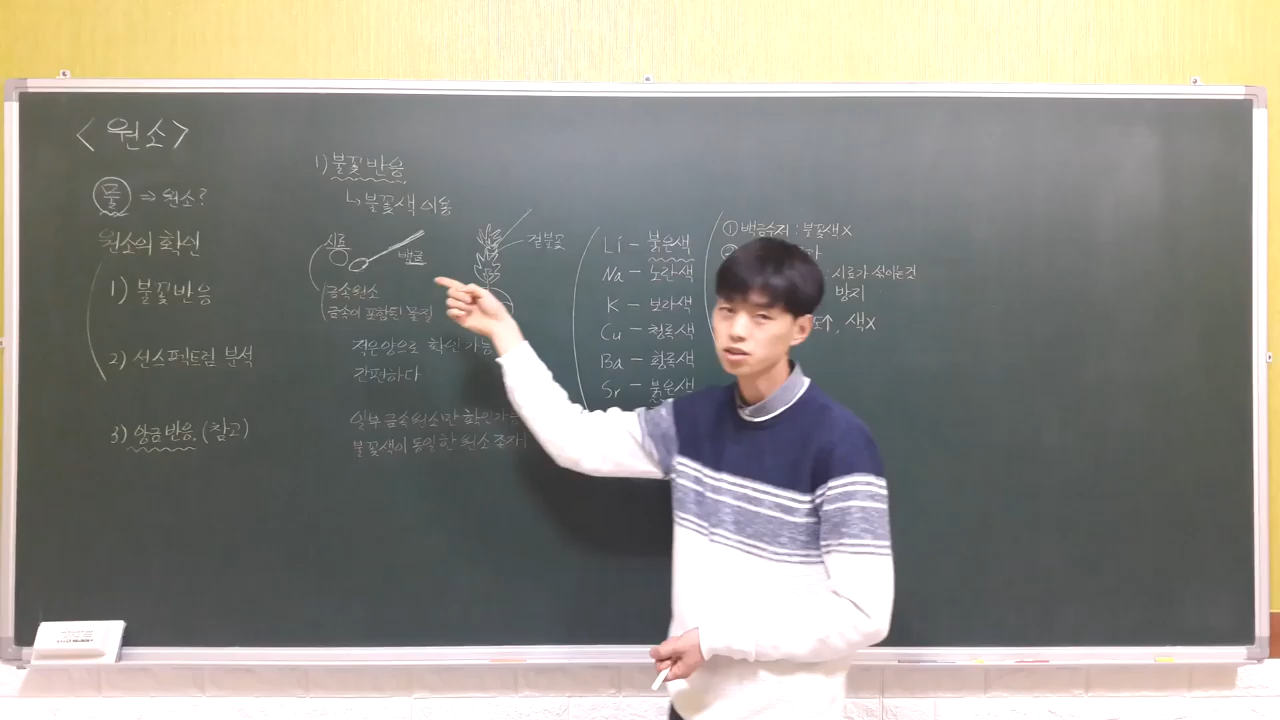 <원소>
물 ⇒ 원소?
원소의 확인
1) 불꽃반응
2) 선스펙트럼 분석
3) 앙금반응. (참고)
1) 불꽃반응
↳ 불꽃색 이용
시료
백금
겉불꽃
금속원소
금속이 포함된 물질
적은양으로 확인가능
간편하다
일부 금속원소만 확인가능
불꽃색이 동일한 원소 존재
Li - 붉은색
Na - 노란색
K - 보라색
Cu - 청록색
Ba - 황록색
Sr - 붉은색
① 백금수저 : 불꽃색 X
②
: 시료가 섞이는것
방지
도↑, 색X